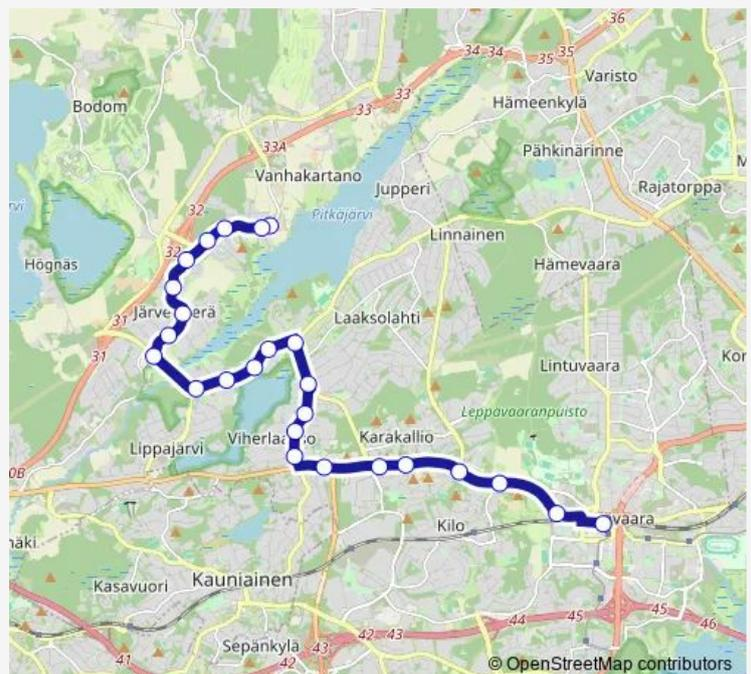 36
34 34 35 35
Varisto
Bodom
33 33
Hämeenkylä
33A
Pähkinärinne
Vanhakartano
Jupperi
Rajatorppa
32
Pitkäjärvi
Linnainen
32
Högnäs
Hämevaara
31
Laaksolahti
31
Lintuvaara
Leppävaaranpuisto
Lippajärvi
Karakallio
Kilo
vaara
Kasavuori
Kauniainen
44 45 45 46
Sepänkylä
43 42 43
41
42
© OpenStreetMap contributors